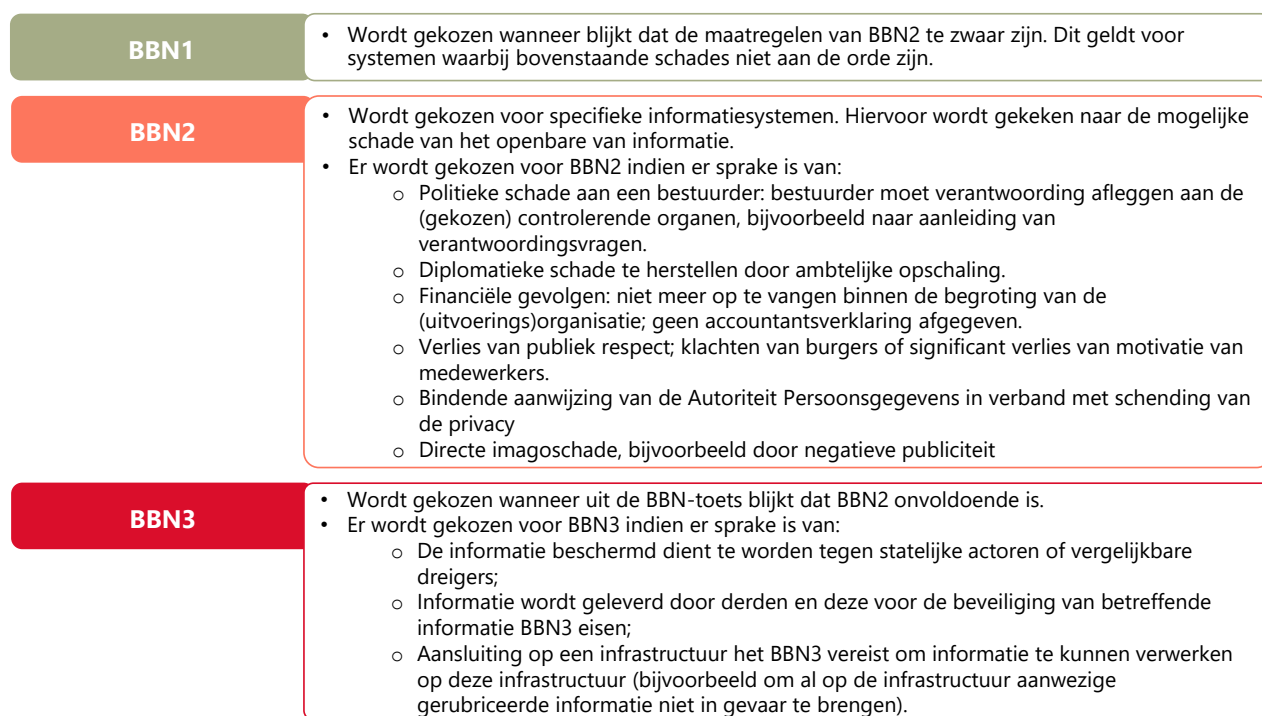 BBN1
• Wordt gekozen wanneer blijkt dat de maatregelen van BBN2 te zwaar zijn. Dit geldt voor
systemen waarbij bovenstaande schades niet aan de orde zijn.
BBN2
• Wordt gekozen voor specifieke informatiesystemen. Hiervoor wordt gekeken naar de mogelijke
schade van het openbare van informatie.
• Er wordt gekozen voor BBN2 indien er sprake is van:
o Politieke schade aan een bestuurder: bestuurder moet verantwoording afleggen aan de
(gekozen) controlerende organen, bijvoorbeeld naar aanleiding van
verantwoordingsvragen.
o Diplomatieke schade te herstellen door ambtelijke opschaling.
o Financiële gevolgen: niet meer op te vangen binnen de begroting van de
(uitvoerings)organisatie; geen accountantsverklaring afgegeven.
o Verlies van publiek respect; klachten van burgers of significant verlies van motivatie van
medewerkers.
o Bindende aanwijzing van de Autoriteit Persoonsgegevens in verband met schending van
de privacy
o Directe imagoschade, bijvoorbeeld door negatieve publiciteit
BBN3
• Wordt gekozen wanneer uit de BBN-toets blijkt dat BBN2 onvoldoende is.
• Er wordt gekozen voor BBN3 indien er sprake is van:
o De informatie beschermd dient te worden tegen statelijke actoren of vergelijkbare
dreigers;
o Informatie wordt geleverd door derden en deze voor de beveiliging van betreffende
informatie BBN3 eisen;
o Aansluiting op een infrastructuur het BBN3 vereist om informatie te kunnen verwerken
op deze infrastructuur (bijvoorbeeld om al op de infrastructuur aanwezige
gerubriceerde informatie niet in gevaar te brengen).